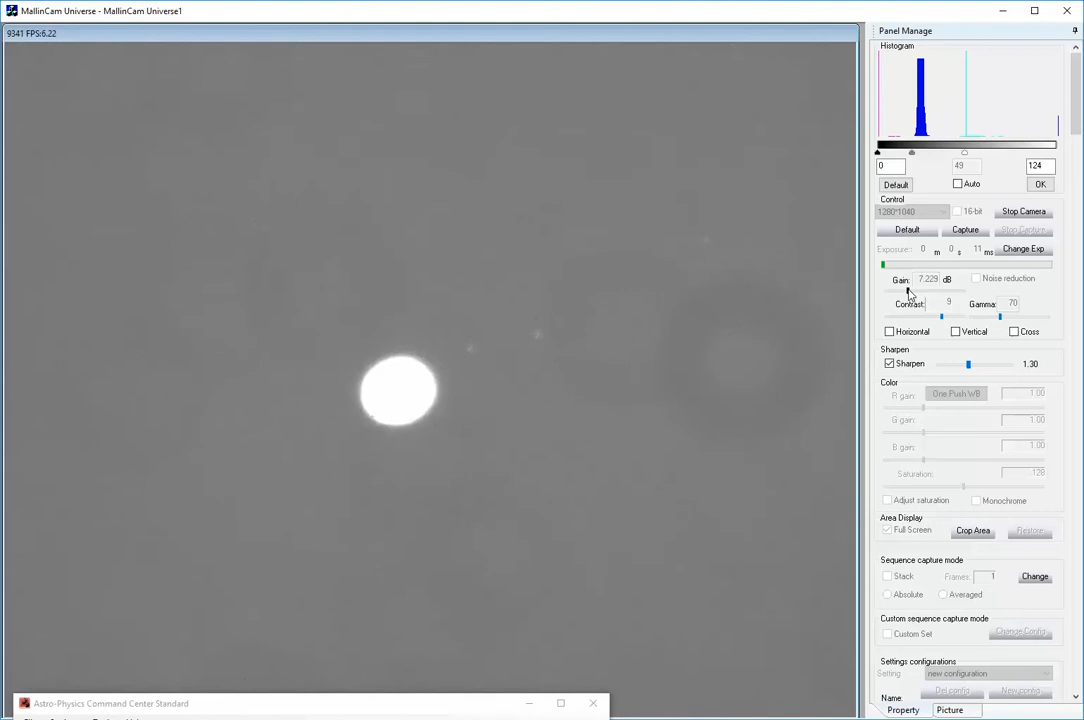 MallinCam Universe - MallinCam Universe1
9341 FPS:6.22
Panel Manage
Histogram
0 49 124
Default Auto OK
Control
1280*1040 16-bit Stop Camera
Default Capture Stop Capture
Exposure: 0 m 0 s 11 ms Change Exp
Gain: 7.229 dB Noise reduction
Contrast: 9 Gamma: 70
Horizontal Vertical Cross
Sharpen
Sharpen 1.30
Color
R gain: One Push WB 1.00
G gain: 1.00
B gain: 1.00
Saturation: 128
Adjust saturation Monochrome
Area Display
Full Screen Crop Area Restore
Sequence capture mode
Stack Frames: 1 Change
Absolute Averaged
Custom sequence capture mode
Custom Set Change Config
Settings configurations
Setting new configuration
Name: Del config New config
Astro-Physics Command Center Standard
Property Picture